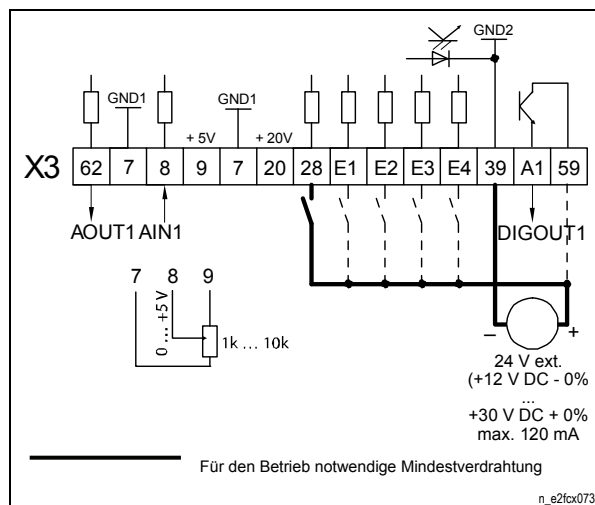 GND2
GND1
GND1
+ 5V
+ 20V
X3 62 7 8 9 7 20 28 E1 E2 E3 E4 39 A1 59
AOUT1 AIN1
DIGOUT1
7 8 9
0 ... +5 V
1k ... 10k
– +
24 V ext.
(+12 V DC - 0%
...
+30 V DC + 0%
max. 120 mA
Für den Betrieb notwendige Mindestverdrahtung
n_e2fcx073